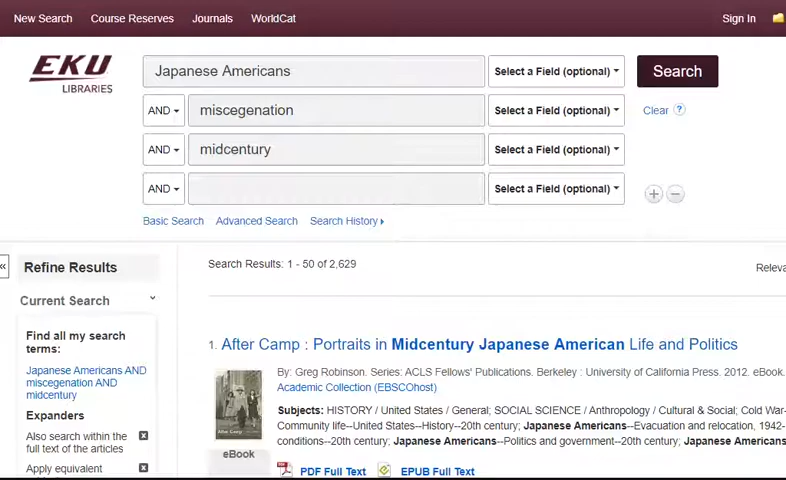 New Search Course Reserves Journals WorldCat Sign In
EKU
LIBRARIES
Japanese Americans Select a Field (optional) Search
AND miscegenation Select a Field (optional) Clear ?
AND midcentury Select a Field (optional)
AND Select a Field (optional)
Basic Search Advanced Search Search History
« Refine Results
Current Search
Find all my search
terms:
Japanese Americans AND
miscegenation AND
midcentury
Expanders
Also search within the
full text of the articles
Apply equivalent
Search Results: 1 - 50 of 2,629
Releva
1. After Camp : Portraits in Midcentury Japanese American Life and Politics
By: Greg Robinson. Series: ACLS Fellows' Publications. Berkeley : University of California Press. 2012. eBook.
Academic Collection (EBSCOhost)
Subjects: HISTORY / United States / General; SOCIAL SCIENCE / Anthropology / Cultural & Social; Cold War-
Community life--United States--History--20th century; Japanese Americans--Evacuation and relocation, 1942-
conditions--20th century; Japanese Americans--Politics and government--20th century; Japanese Americans
eBook
PDF Full Text EPUB Full Text